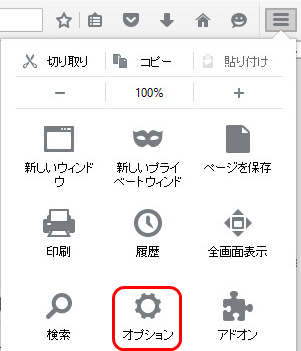 切り取り コピー 貼り付け
− 100% +
新しいウィンド 新しいプライ ページを保存
ウ ベートウィンド
印刷 履歴 全画面表示
検索 オプション アドオン